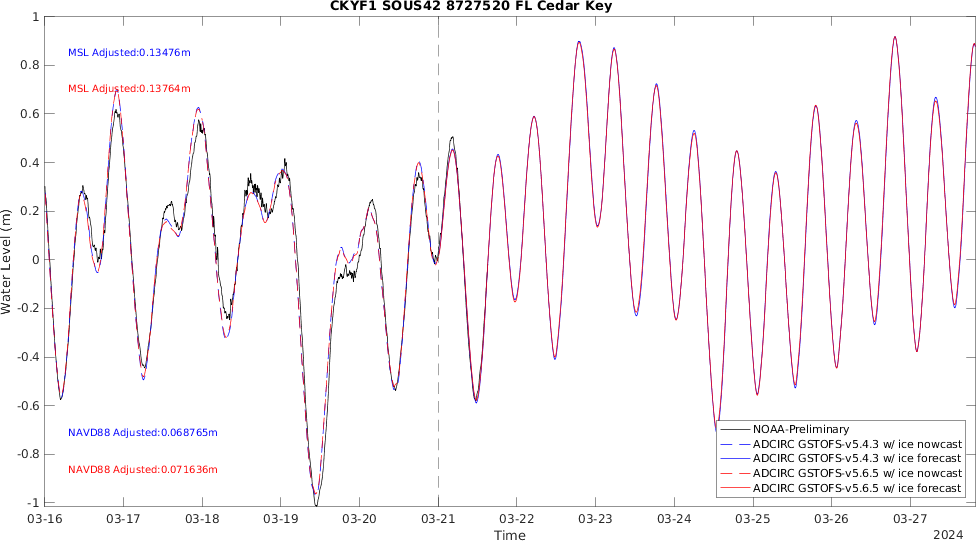 CKYF1 SOUS42 8727520 FL Cedar Key
1
0.8
0.6
0.4
0.2
0
-0.2
-0.4
-0.6
-0.8
-1
Water Level (m)
MSL Adjusted:0.13476m
MSL Adjusted:0.13764m
NAVD88 Adjusted:0.068765m
NAVD88 Adjusted:0.071636m
NOAA-Preliminary
ADCIRC GSTOFS-v5.4.3 w/ ice nowcast
ADCIRC GSTOFS-v5.4.3 w/ ice forecast
ADCIRC GSTOFS-v5.6.5 w/ ice nowcast
ADCIRC GSTOFS-v5.6.5 w/ ice forecast
03-16 03-17 03-18 03-19 03-20 03-21 03-22 03-23 03-24 03-25 03-26 03-27
Time
2024